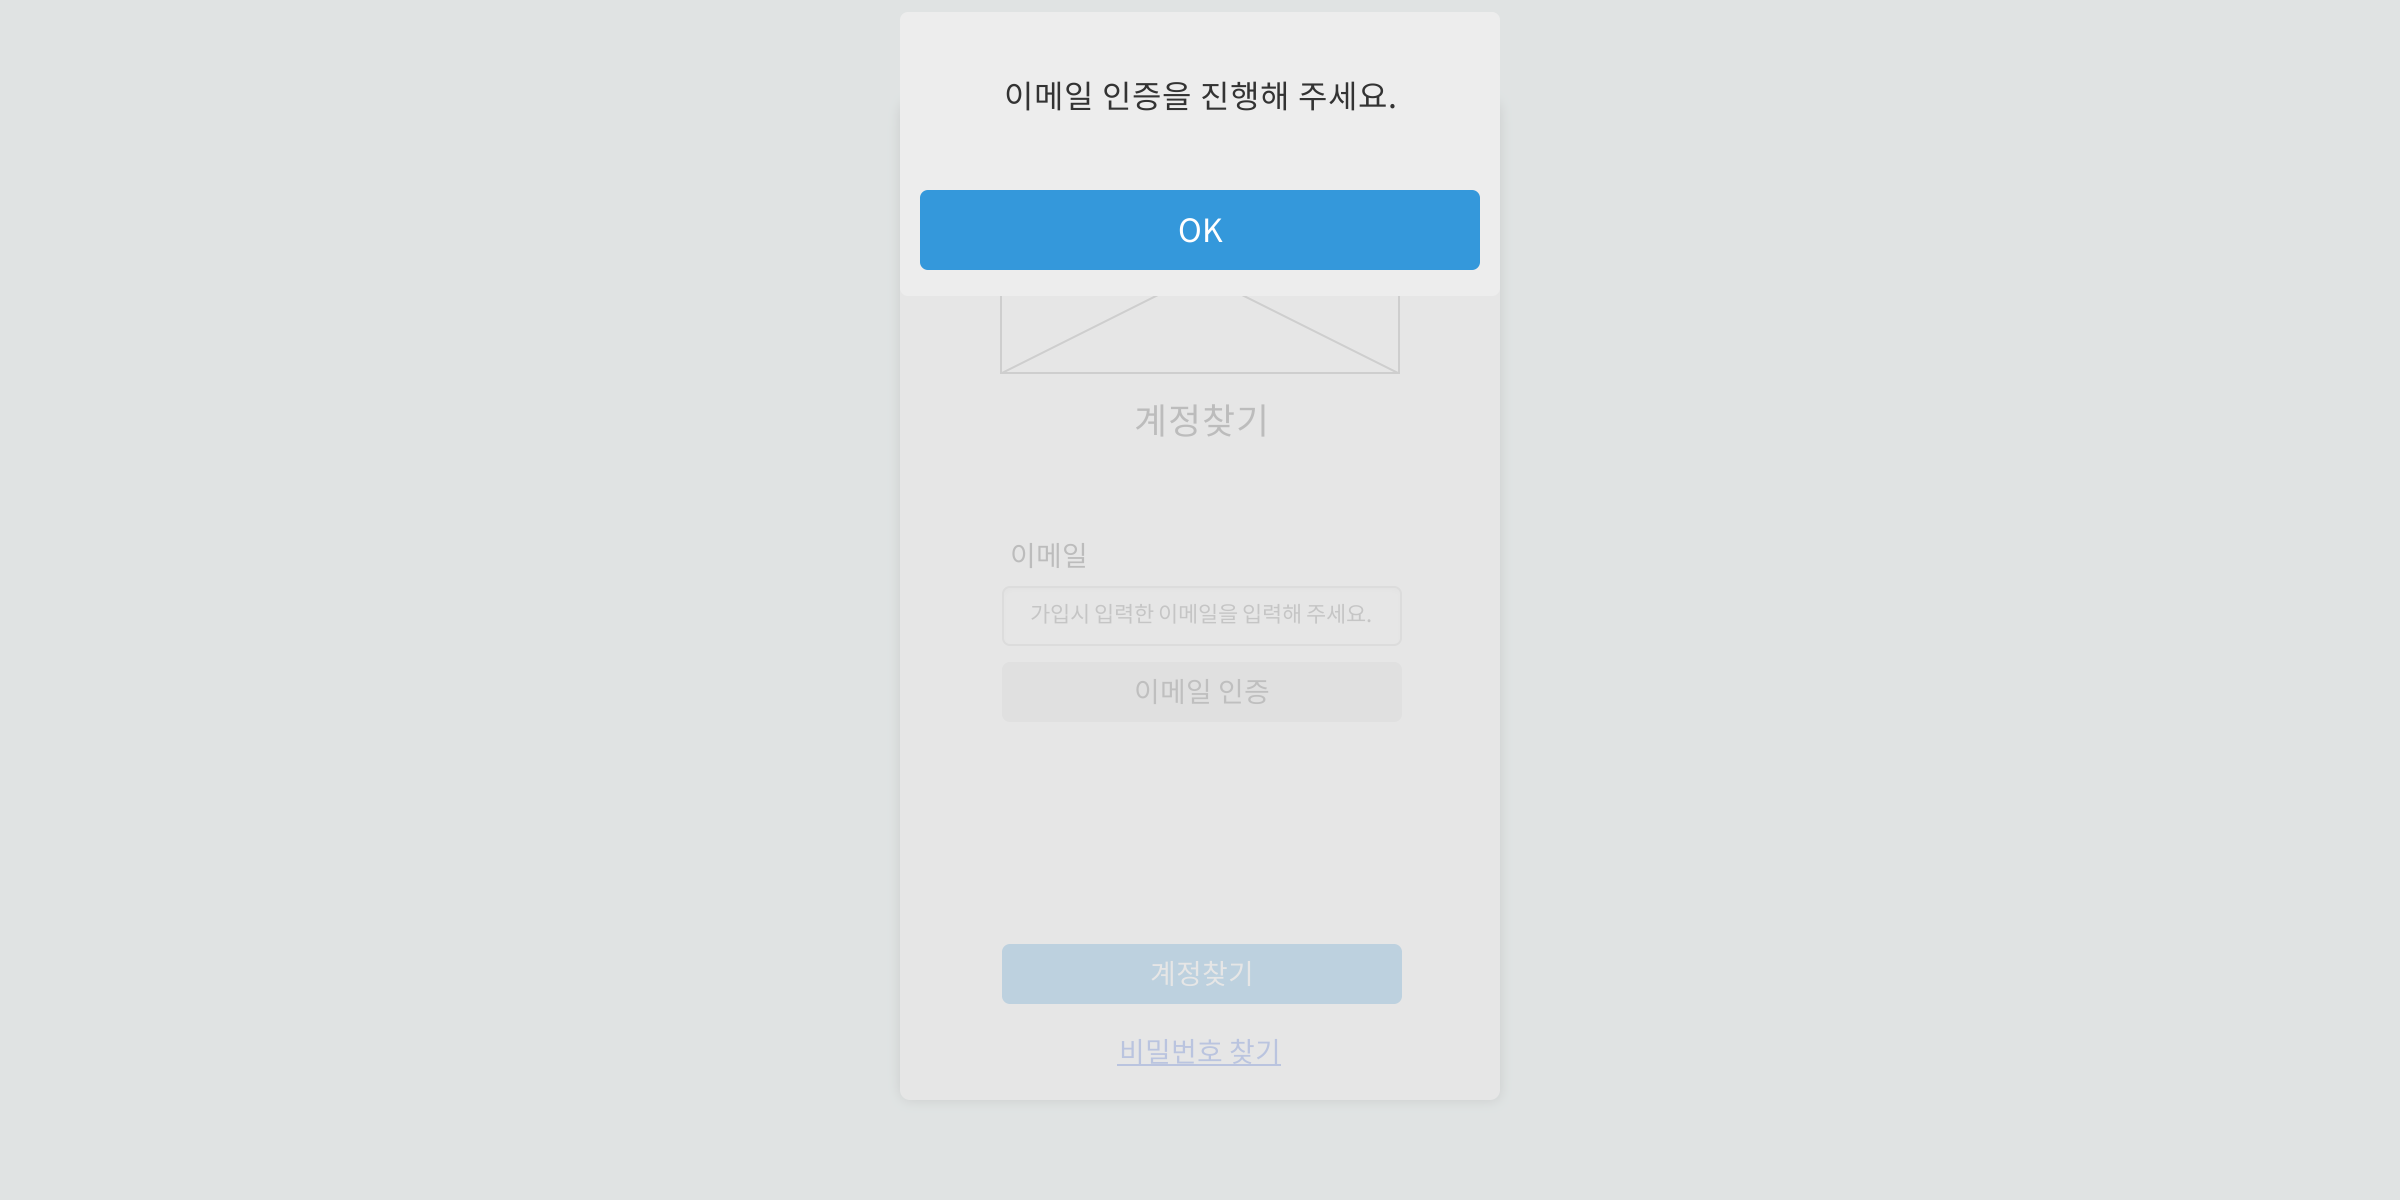 이메일 인증을 진행해 주세요.
OK
계정찾기
이메일
가입시 입력한 이메일을 입력해 주세요.
이메일 인증
계정찾기
비밀번호 찾기